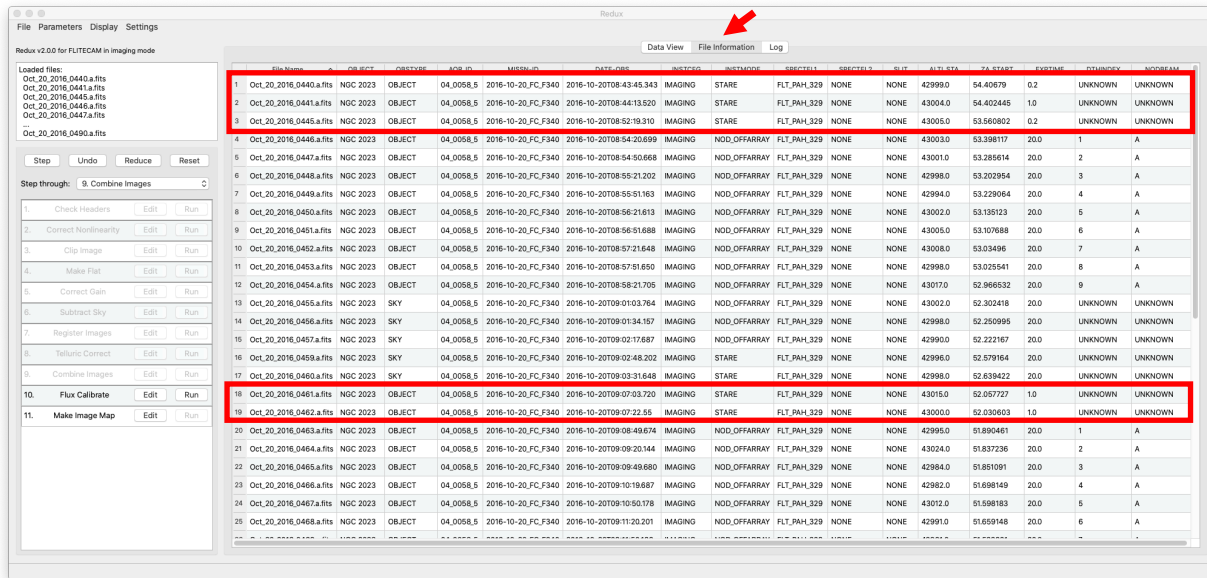 Redux
File Parameters Display Settings
Redux v2.0.0 for FLITECAM in imaging mode
Data View File Information Log
Loaded files:
Oct_20_2016_0440.a.fits
Oct_20_2016_0441.a.fits
Oct_20_2016_0445.a.fits
Oct_20_2016_0446.a.fits
Oct_20_2016_0447.a.fits
...
Oct_20_2016_0490.a.fits
Step Undo Reduce Reset
Step through: 9. Combine Images
1. Check Headers Edit Run
2. Correct Nonlinearity Edit Run
3. Clip Image Edit Run
4. Make Flat Edit Run
5. Correct Gain Edit Run
6. Subtract Sky Edit Run
7. Register Images Edit Run
8. Telluric Correct Edit Run
9. Combine Images Edit Run
10. Flux Calibrate Edit Run
11. Make Image Map Edit Run
File Name OBJECT OBSTYPE AOR_ID MISSN-ID DATE-OBS INSTCFG INSTMODE SPECTEL1 SPECTEL2 SLIT ALTI_STA ZA_START EXPTIME DTHINDEX NODBEAM
1 Oct_20_2016_0440.a.fits NGC 2023 OBJECT 04_0058_5 2016-10-20_FC_F340 2016-10-20T08:43:45.343 IMAGING STARE FLT_PAH_329 NONE NONE 42999.0 54.40679 0.2 UNKNOWN UNKNOWN
2 Oct_20_2016_0441.a.fits NGC 2023 OBJECT 04_0058_5 2016-10-20_FC_F340 2016-10-20T08:44:13.520 IMAGING STARE FLT_PAH_329 NONE NONE 43004.0 54.402445 1.0 UNKNOWN UNKNOWN
3 Oct_20_2016_0445.a.fits NGC 2023 OBJECT 04_0058_5 2016-10-20_FC_F340 2016-10-20T08:52:19.310 IMAGING STARE FLT_PAH_329 NONE NONE 43005.0 53.560802 0.2 UNKNOWN UNKNOWN
4 Oct_20_2016_0446.a.fits NGC 2023 OBJECT 04_0058_5 2016-10-20_FC_F340 2016-10-20T08:54:20.699 IMAGING NOD_OFFARRAY FLT_PAH_329 NONE NONE 43003.0 53.398117 20.0 1 A
5 Oct_20_2016_0447.a.fits NGC 2023 OBJECT 04_0058_5 2016-10-20_FC_F340 2016-10-20T08:54:50.668 IMAGING NOD_OFFARRAY FLT_PAH_329 NONE NONE 43001.0 53.285614 20.0 2 A
6 Oct_20_2016_0448.a.fits NGC 2023 OBJECT 04_0058_5 2016-10-20_FC_F340 2016-10-20T08:55:21.202 IMAGING NOD_OFFARRAY FLT_PAH_329 NONE NONE 42998.0 53.202954 20.0 3 A
7 Oct_20_2016_0449.a.fits NGC 2023 OBJECT 04_0058_5 2016-10-20_FC_F340 2016-10-20T08:55:51.163 IMAGING NOD_OFFARRAY FLT_PAH_329 NONE NONE 42994.0 53.229064 20.0 4 A
8 Oct_20_2016_0450.a.fits NGC 2023 OBJECT 04_0058_5 2016-10-20_FC_F340 2016-10-20T08:56:21.613 IMAGING NOD_OFFARRAY FLT_PAH_329 NONE NONE 43002.0 53.135123 20.0 5 A
9 Oct_20_2016_0451.a.fits NGC 2023 OBJECT 04_0058_5 2016-10-20_FC_F340 2016-10-20T08:56:51.688 IMAGING NOD_OFFARRAY FLT_PAH_329 NONE NONE 43005.0 53.107688 20.0 6 A
10 Oct_20_2016_0452.a.fits NGC 2023 OBJECT 04_0058_5 2016-10-20_FC_F340 2016-10-20T08:57:21.648 IMAGING NOD_OFFARRAY FLT_PAH_329 NONE NONE 43008.0 53.03496 20.0 7 A
11 Oct_20_2016_0453.a.fits NGC 2023 OBJECT 04_0058_5 2016-10-20_FC_F340 2016-10-20T08:57:51.650 IMAGING NOD_OFFARRAY FLT_PAH_329 NONE NONE 42998.0 53.025541 20.0 8 A
12 Oct_20_2016_0454.a.fits NGC 2023 OBJECT 04_0058_5 2016-10-20_FC_F340 2016-10-20T08:58:21.705 IMAGING NOD_OFFARRAY FLT_PAH_329 NONE NONE 43017.0 52.966532 20.0 9 A
13 Oct_20_2016_0455.a.fits NGC 2023 SKY 04_0058_5 2016-10-20_FC_F340 2016-10-20T09:01:03.764 IMAGING NOD_OFFARRAY FLT_PAH_329 NONE NONE 43002.0 52.302418 20.0 UNKNOWN UNKNOWN
14 Oct_20_2016_0456.a.fits NGC 2023 SKY 04_0058_5 2016-10-20_FC_F340 2016-10-20T09:01:34.157 IMAGING NOD_OFFARRAY FLT_PAH_329 NONE NONE 42998.0 52.250995 20.0 UNKNOWN UNKNOWN
15 Oct_20_2016_0457.a.fits NGC 2023 SKY 04_0058_5 2016-10-20_FC_F340 2016-10-20T09:02:17.687 IMAGING NOD_OFFARRAY FLT_PAH_329 NONE NONE 42990.0 52.222167 20.0 UNKNOWN UNKNOWN
16 Oct_20_2016_0459.a.fits NGC 2023 SKY 04_0058_5 2016-10-20_FC_F340 2016-10-20T09:02:48.202 IMAGING STARE FLT_PAH_329 NONE NONE 42996.0 52.579164 20.0 UNKNOWN UNKNOWN
17 Oct_20_2016_0460.a.fits NGC 2023 SKY 04_0058_5 2016-10-20_FC_F340 2016-10-20T09:03:31.648 IMAGING STARE FLT_PAH_329 NONE NONE 42998.0 52.639422 20.0 UNKNOWN UNKNOWN
18 Oct_20_2016_0461.a.fits NGC 2023 OBJECT 04_0058_5 2016-10-20_FC_F340 2016-10-20T09:07:03.720 IMAGING STARE FLT_PAH_329 NONE NONE 43015.0 52.057727 1.0 UNKNOWN UNKNOWN
19 Oct_20_2016_0462.a.fits NGC 2023 OBJECT 04_0058_5 2016-10-20_FC_F340 2016-10-20T09:07:22.55 IMAGING STARE FLT_PAH_329 NONE NONE 43000.0 52.030603 1.0 UNKNOWN UNKNOWN
20 Oct_20_2016_0463.a.fits NGC 2023 OBJECT 04_0058_5 2016-10-20_FC_F340 2016-10-20T09:08:49.674 IMAGING NOD_OFFARRAY FLT_PAH_329 NONE NONE 42995.0 51.890461 20.0 1 A
21 Oct_20_2016_0464.a.fits NGC 2023 OBJECT 04_0058_5 2016-10-20_FC_F340 2016-10-20T09:09:20.144 IMAGING NOD_OFFARRAY FLT_PAH_329 NONE NONE 43024.0 51.837236 20.0 2 A
22 Oct_20_2016_0465.a.fits NGC 2023 OBJECT 04_0058_5 2016-10-20_FC_F340 2016-10-20T09:09:49.680 IMAGING NOD_OFFARRAY FLT_PAH_329 NONE NONE 42984.0 51.851091 20.0 3 A
23 Oct_20_2016_0466.a.fits NGC 2023 OBJECT 04_0058_5 2016-10-20_FC_F340 2016-10-20T09:10:19.687 IMAGING NOD_OFFARRAY FLT_PAH_329 NONE NONE 42982.0 51.698149 20.0 4 A
24 Oct_20_2016_0467.a.fits NGC 2023 OBJECT 04_0058_5 2016-10-20_FC_F340 2016-10-20T09:10:50.178 IMAGING NOD_OFFARRAY FLT_PAH_329 NONE NONE 43012.0 51.598183 20.0 5 A
25 Oct_20_2016_0468.a.fits NGC 2023 OBJECT 04_0058_5 2016-10-20_FC_F340 2016-10-20T09:11:20.201 IMAGING NOD_OFFARRAY FLT_PAH_329 NONE NONE 42991.0 51.659148 20.0 6 A